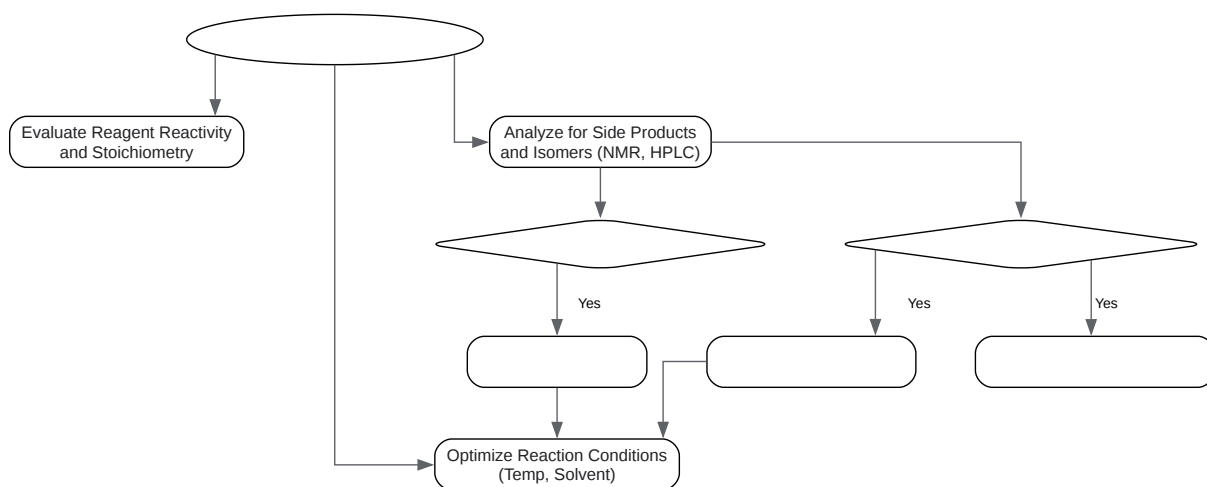 Evaluate Reagent Reactivity
and Stoichiometry
Analyze for Side Products
and Isomers (NMR, HPLC)
Yes
Yes
Yes
Optimize Reaction Conditions
(Temp, Solvent)